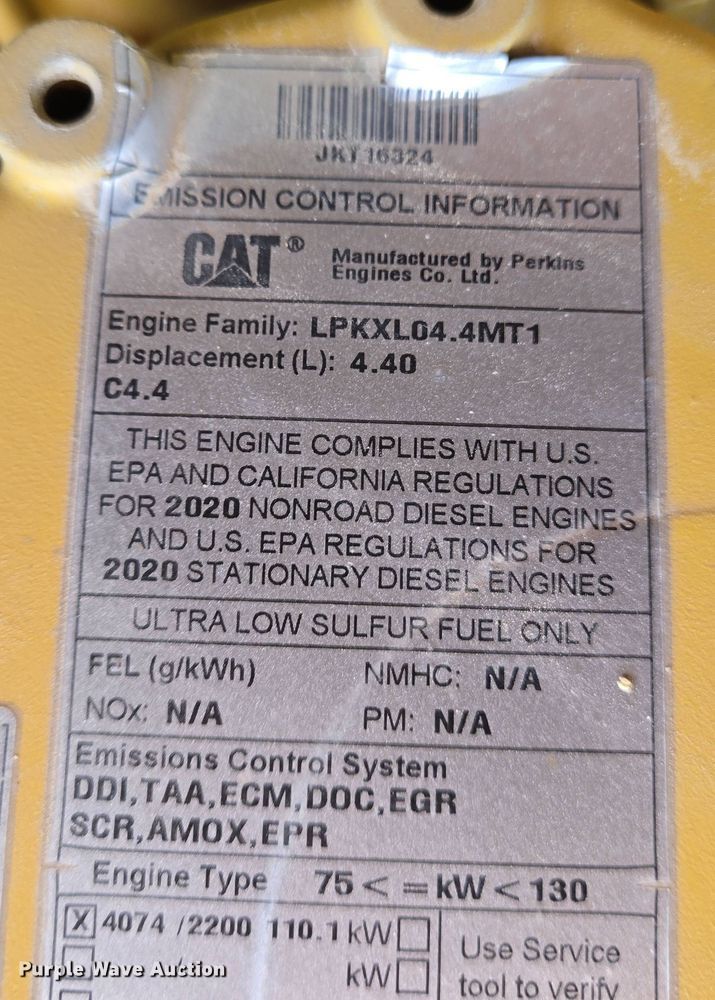 JKT16324
EMISSION CONTROL INFORMATION
CAT®
Manufactured by Perkins
Engines Co. Ltd.
Engine Family: LPKXL04.4MT1
Displacement (L): 4.40
C4.4
THIS ENGINE COMPLIES WITH U.S.
EPA AND CALIFORNIA REGULATIONS
FOR 2020 NONROAD DIESEL ENGINES
AND U.S. EPA REGULATIONS FOR
2020 STATIONARY DIESEL ENGINES
ULTRA LOW SULFUR FUEL ONLY
FEL (g/kWh) NMHC: N/A
NOx: N/A PM: N/A
Emissions Control System
DDI,TAA,ECM,DOC,EGR
SCR,AMOX,EPR
Engine Type 75 < = kW < 130
X 4074 /2200 110.1 kW
/ kW
Use Service
tool to verify
Purple Wave Auction